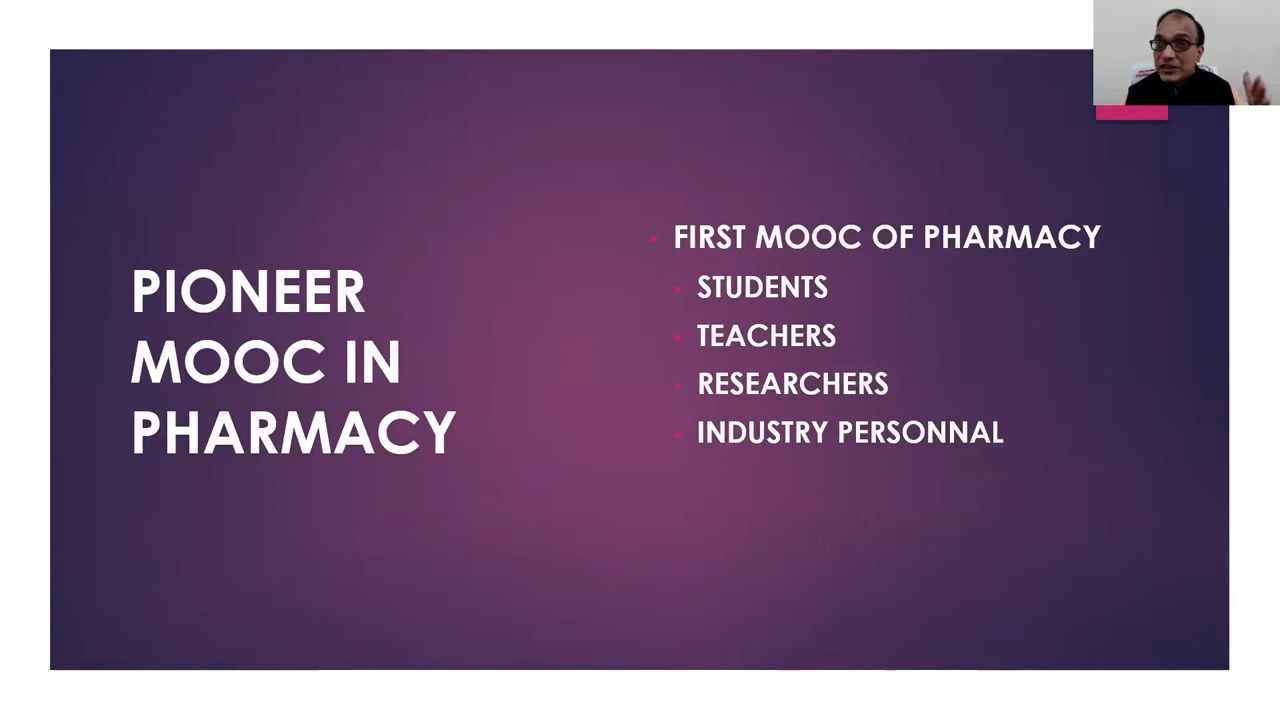 PIONEER
MOOC IN
PHARMACY
FIRST MOOC OF PHARMACY
STUDENTS
TEACHERS
RESEARCHERS
INDUSTRY PERSONNAL